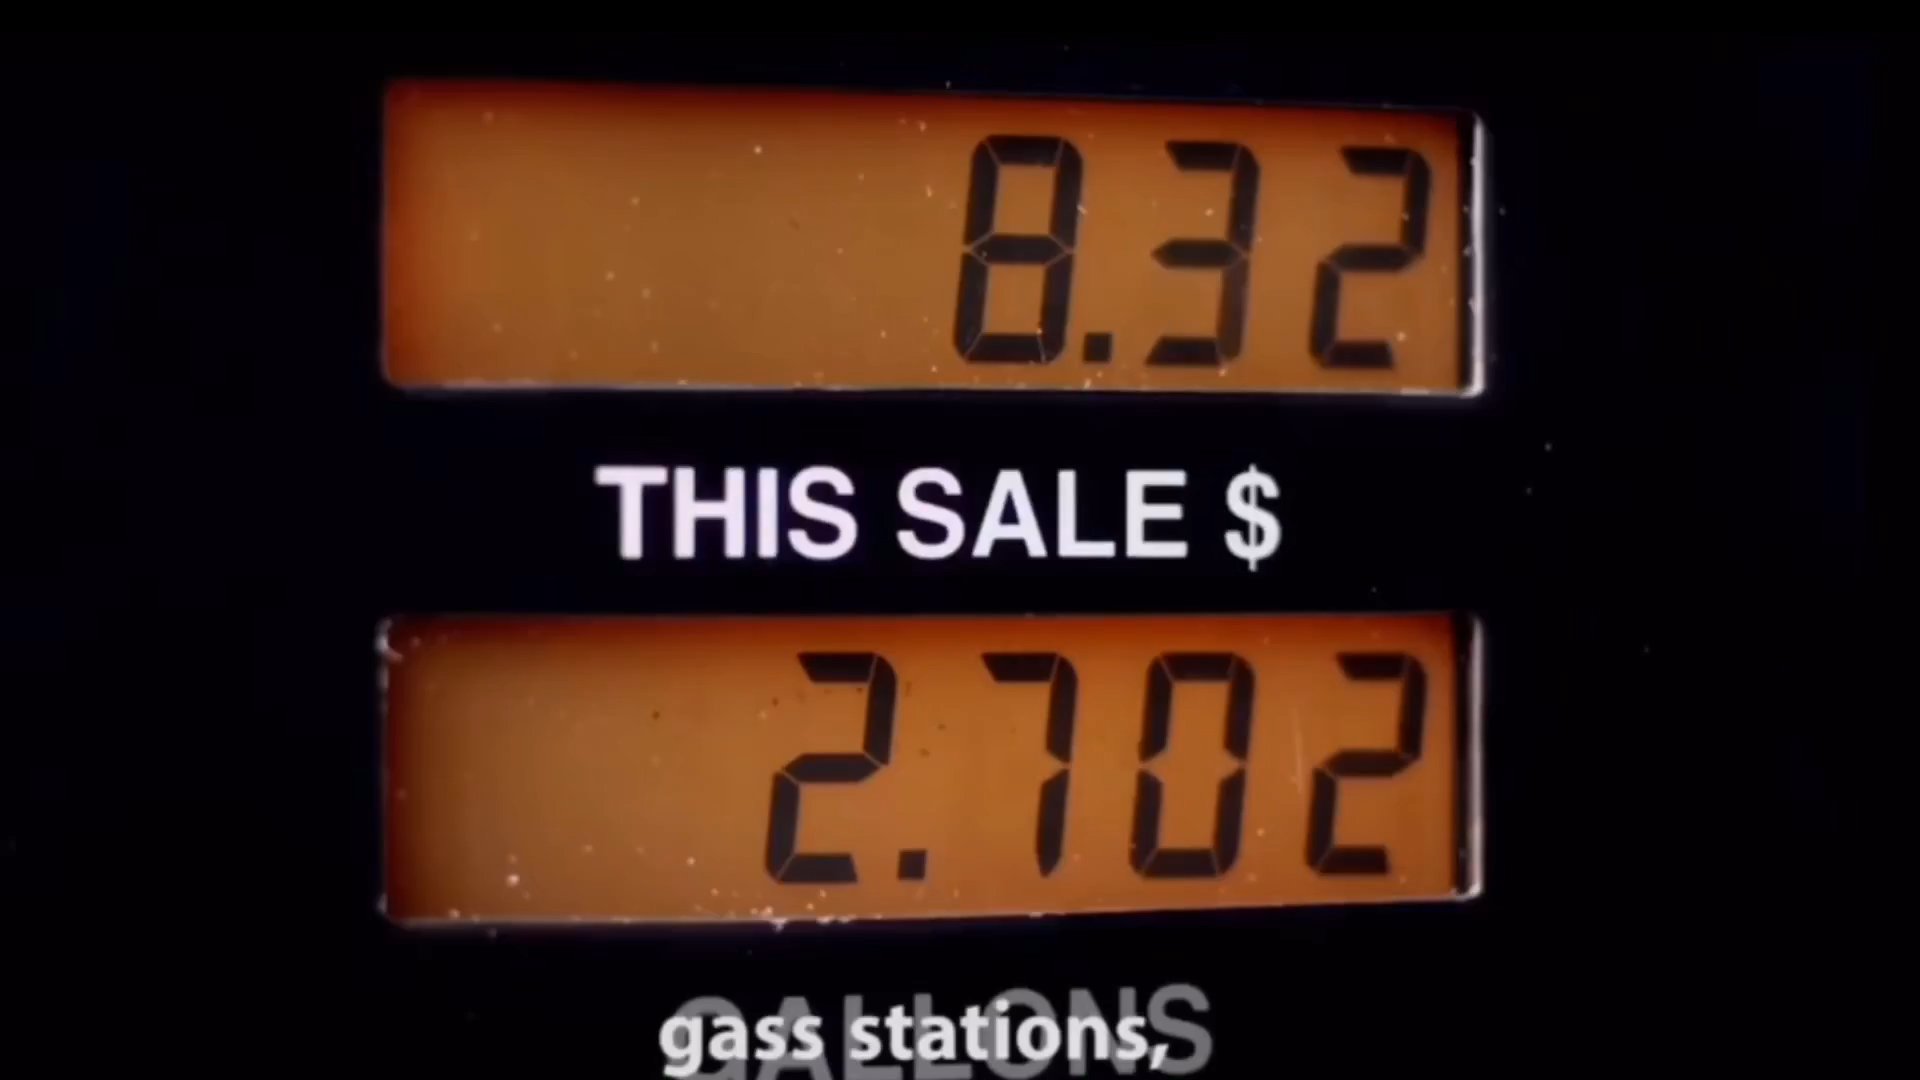 8.32
THIS SALE $
2.702
GALLONS
gass stations,